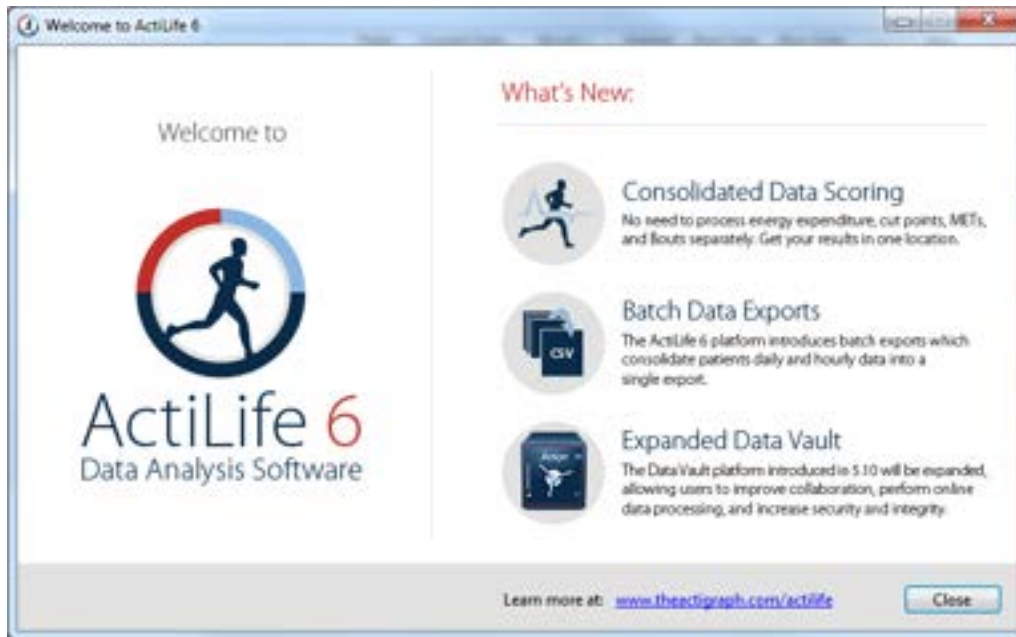 Welcome to ActiLife 6
Welcome to
ActiLife 6
Data Analysis Software
What's New:
Consolidated Data Scoring
No need to process energy expenditure, cut points, METs,
and Bouts separately. Get your results in one location.
CSV
Batch Data Exports
The ActiLife 6 platform introduces batch exports which
consolidate patients daily and hourly data into a
single export.
Expanded Data Vault
The Data Vault platform introduced in 5.10 will be expanded,
allowing users to improve collaboration, perform online
data processing, and increase security and integrity.
Learn more at: www.theactigraph.com/actilife
Close